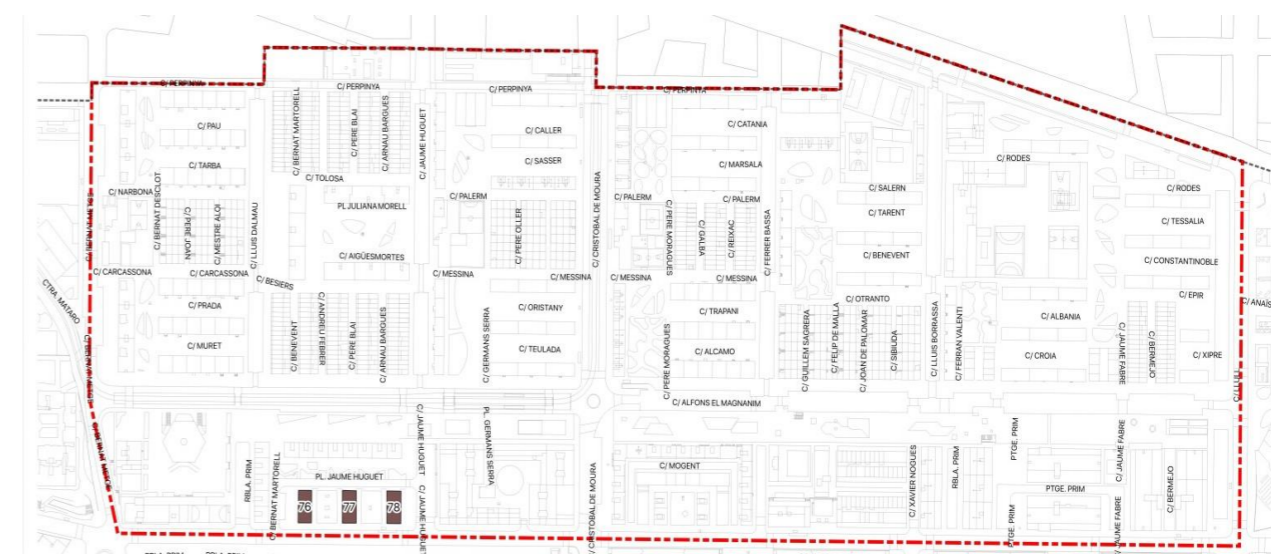 C/ PERPINYA
C/ PERPINYA
C/ PERPINYA
C/ PERPINYA
C/ PAU
C/ BERNAT MARTORELL
C/ PERE BLAI
C/ ARNAU BARGUES
C/ JAUME HUGUET
C/ CALLER
C/ CATANIA
C/ TARBA
C/ SASSER
C/ MARSALA
C/ RODES
C/ TOLOSA
C/ NARBONA
C/ BERNAT DESCLOT
C/ PALERM
C/ PALERM
C/ PALERM
C/ SALERN
C/ RODES
PL JULIANA MORELL
C/ PERE JOAN
C/ MESTRE ALOI
C/ LLUIS DALMAU
C/ PERE OLLER
C/ CRISTOBAL DE MOURA
C/ PERE MORAGUES
C/ GALBA
C/ REIXAC
C/ FERRER BASSA
C/ TARENT
C/ TESSALIA
C/ AIGÜESMORTES
C/ BENEVENT
C/ CONSTANTINOBLE
C/ CARCASSONA
C/ CARCASSONA
C/ BESIERS
C/ MESSINA
C/ MESSINA
C/ MESSINA
C/ MESSINA
CTRA. MATARO
C/ PRADA
C/ BENEVENT
C/ ANDREU FEBRER
C/ PERE BLAI
C/ ARNAU BARGUES
C/ GERMANS SERRA
C/ ORISTANY
C/ TRAPANI
C/ OTRANTO
C/ EPIR
C/ ANAÏS
C/ ALBANIA
C/ MURET
C/ TEULADA
C/ PERE MORAGUES
C/ ALCAMO
C/ GUILLEM SAGRERA
C/ FELIP DE MALLA
C/ JOAN DE PALOMAR
C/ SIBIUDA
C/ LLUIS BORRASSA
C/ FERRAN VALENTI
C/ CROIA
C/ JAUME FABRE
C/ BERMEJO
C/ XIPRE
C/ LLULL
C/ ALFONS EL MAGNANIM
C/ JAUME HUGUET
PL. GERMANS SERRA
PTGE. PRIM
C/ JAUME FABRE
RBLA. PRIM
C/ BERNAT MARTORELL
PL. JAUME HUGUET
C/ CRISTOBAL DE MOURA
C/ MOGENT
C/ XAVIER NOGUES
RBLA. PRIM
PTGE. PRIM
C/ BERMEJO
76
77
78
C/ JAUME HUGUET
PTGE. PRIM
C/ JAUME FABRE